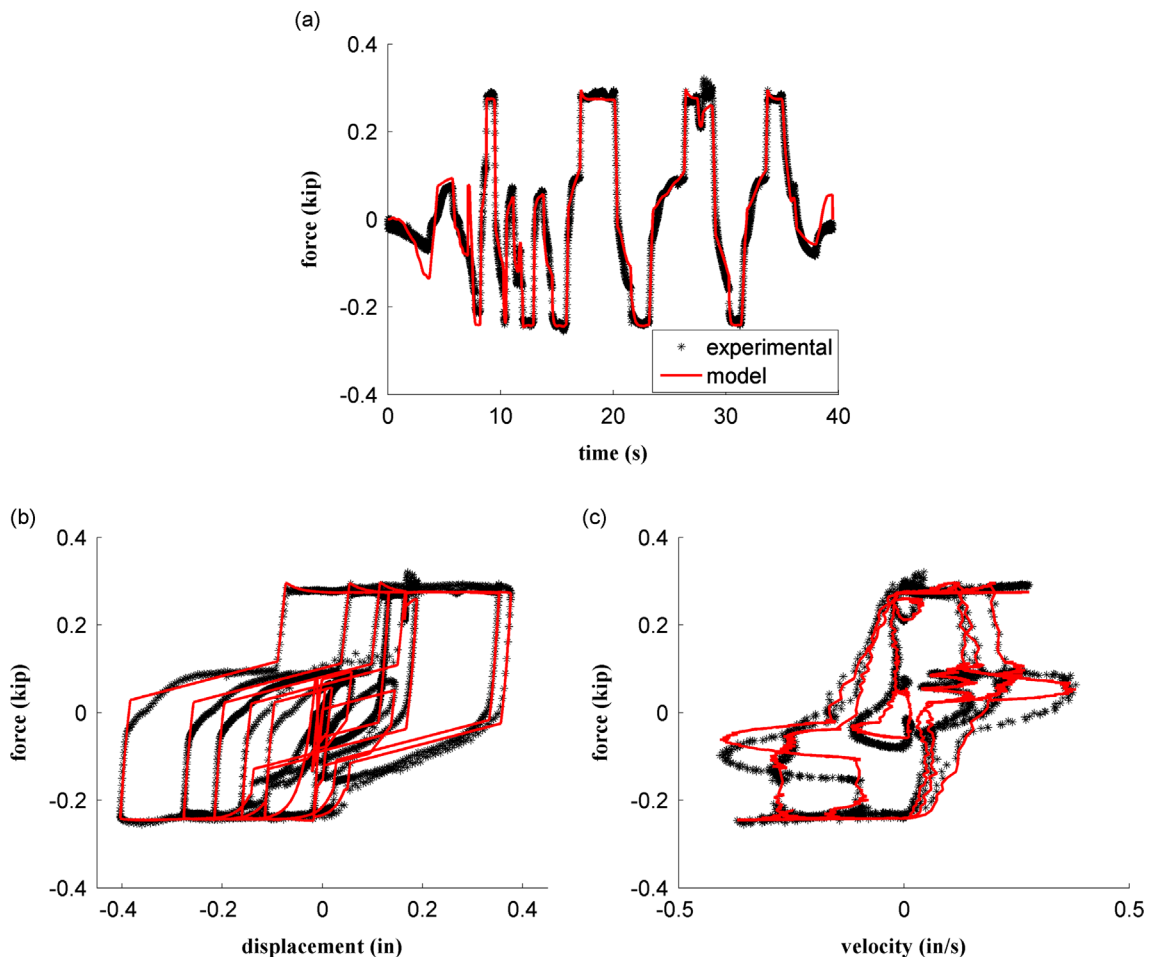 (a)
0.4
0.2
0
-0.2
-0.4
force (kip)
0
10
20
30
40
time (s)
experimental
model
(b)
0.4
0.2
0
-0.2
-0.4
force (kip)
-0.4
-0.2
0
0.2
0.4
displacement (in)
(c)
0.4
0.2
0
-0.2
-0.4
force (kip)
-0.5
0
0.5
velocity (in/s)